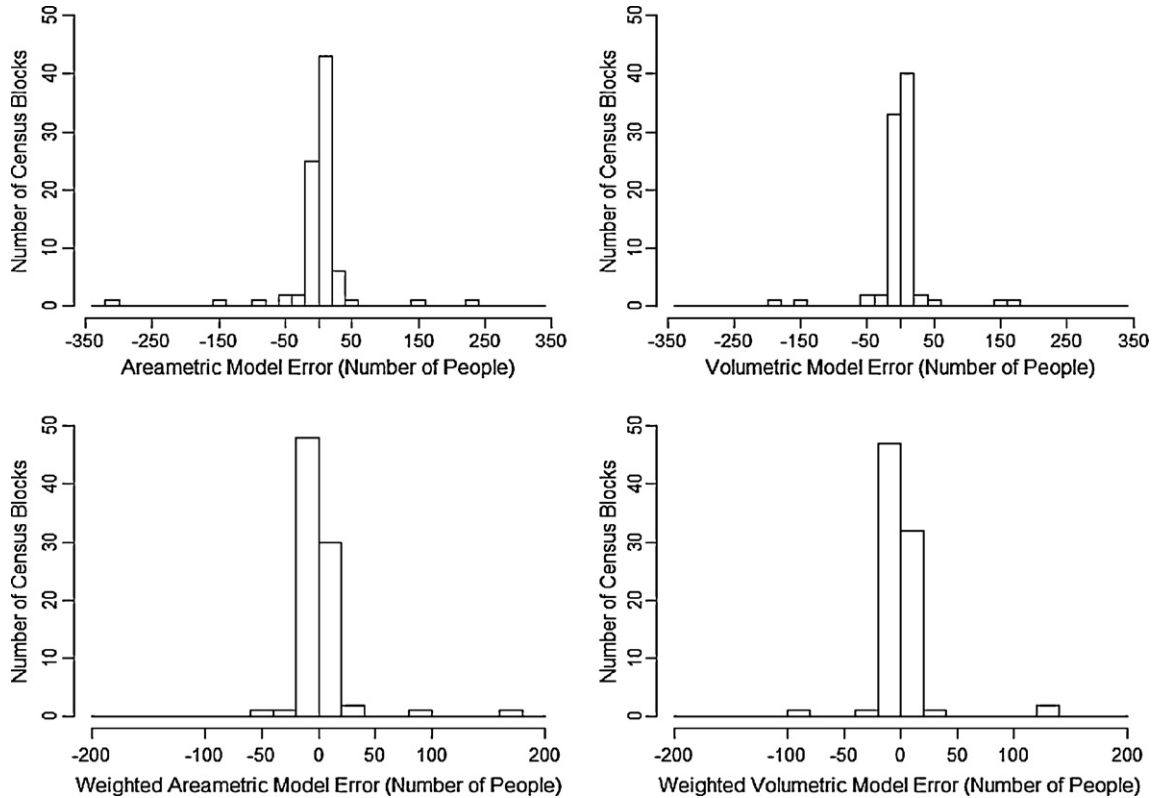 50
40
30
20
10
0
Number of Census Blocks
-350 -250 -150 -50 50 150 250 350
Areametric Model Error (Number of People)
50
40
30
20
10
0
Number of Census Blocks
-350 -250 -150 -50 50 150 250 350
Volumetric Model Error (Number of People)
50
40
30
20
10
0
Number of Census Blocks
-200 -100 -50 0 50 100 200
Weighted Areametric Model Error (Number of People)
50
40
30
20
10
0
Number of Census Blocks
-200 -100 -50 0 50 100 200
Weighted Volumetric Model Error (Number of People)